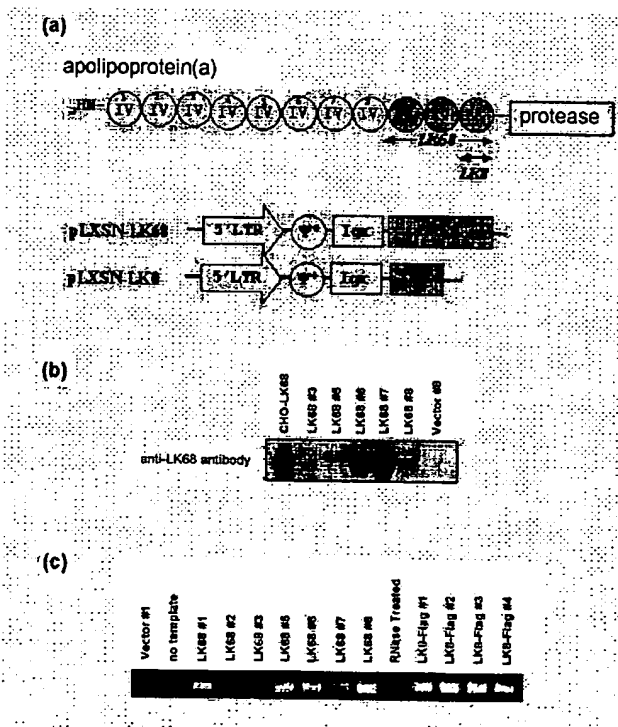 (a)
apolipoprotein(a)
IV IV IV IV IV IV IV IV
protease
LK68
LK8
pLXSN-LK68
5'LTR
Ψ+
Igκ
pLXSN-LK8
5'LTR
Ψ+
Igκ
(b)
CHO-LK68
LK68 #3
LK68 #5
LK68 #6
LK68 #7
LK68 #8
anti-LK68 antibody
(c)
Vector #1
no template
LK68 #1
LK68 #2
LK68 #3
LK68 #5
LK68 #6
LK68 #7
LK68 #8
RNAse Treated
LK8-Flag #1
LK8-Flag #2
LK8-Flag #3
LK8-Flag #4